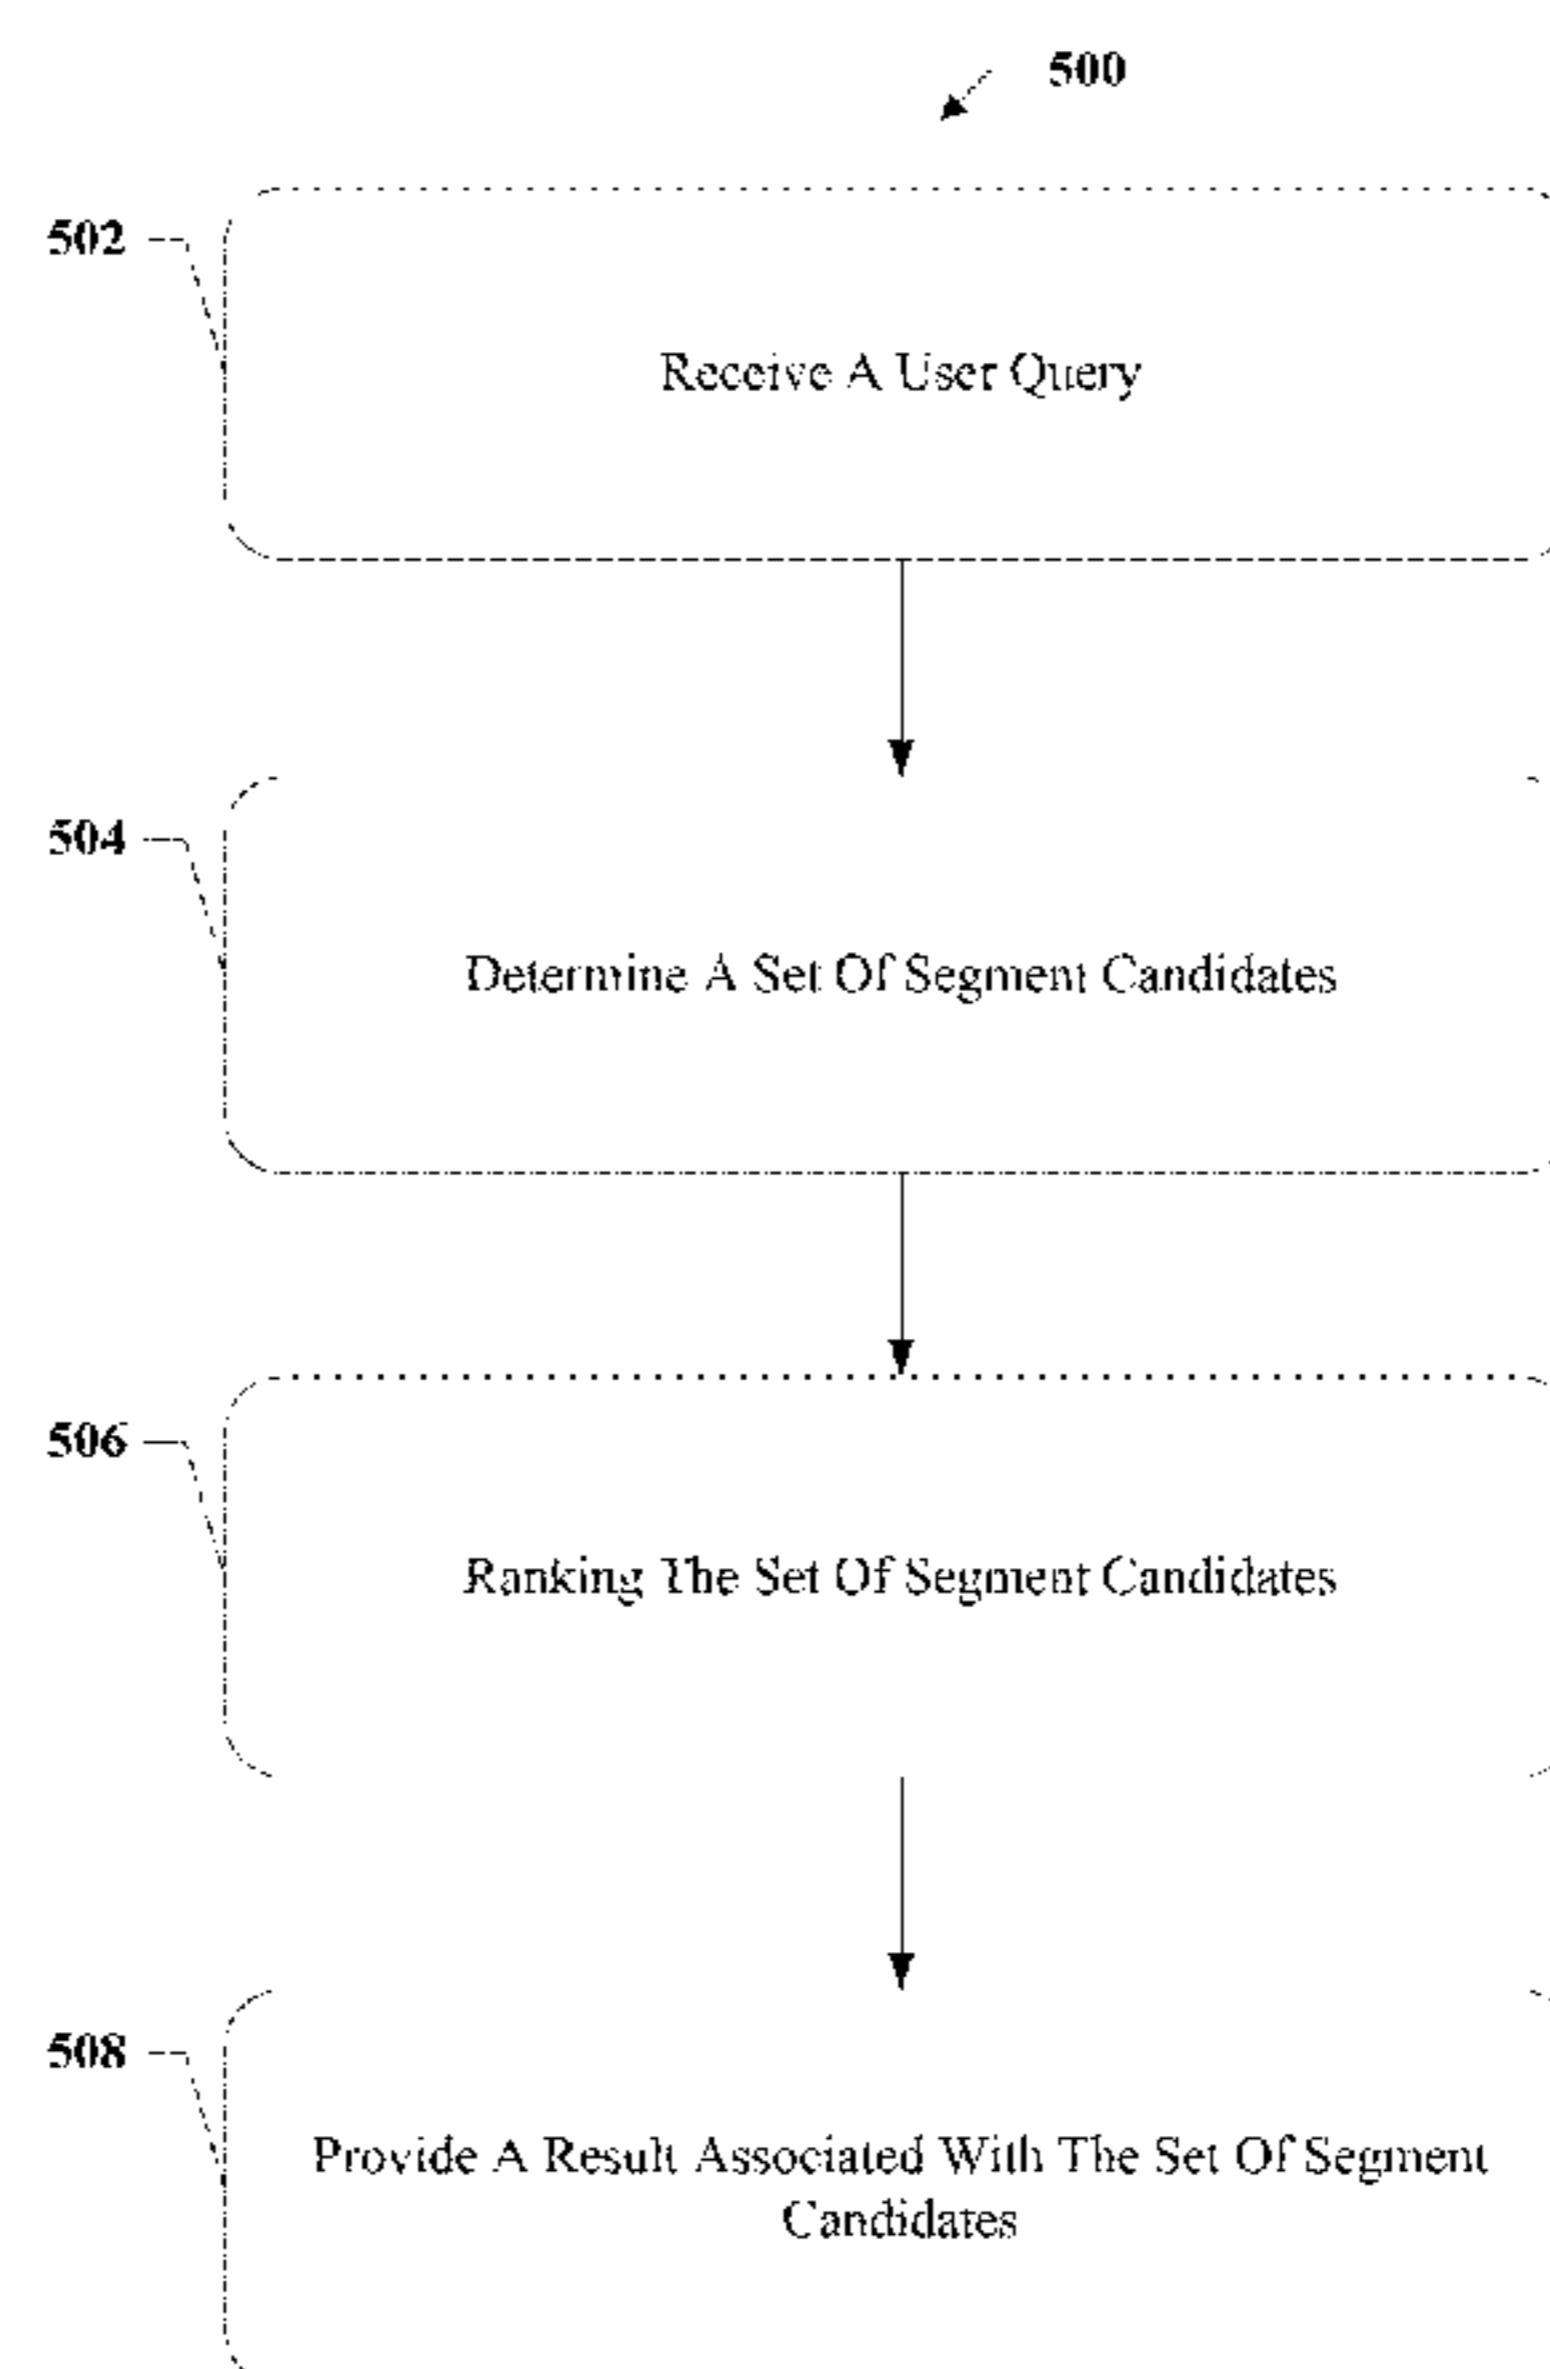 500
502
Receive A User Query
504
Determine A Set Of Segment Candidates
506
Ranking The Set Of Segment Candidates
508
Provide A Result Associated With The Set Of Segment
Candidates